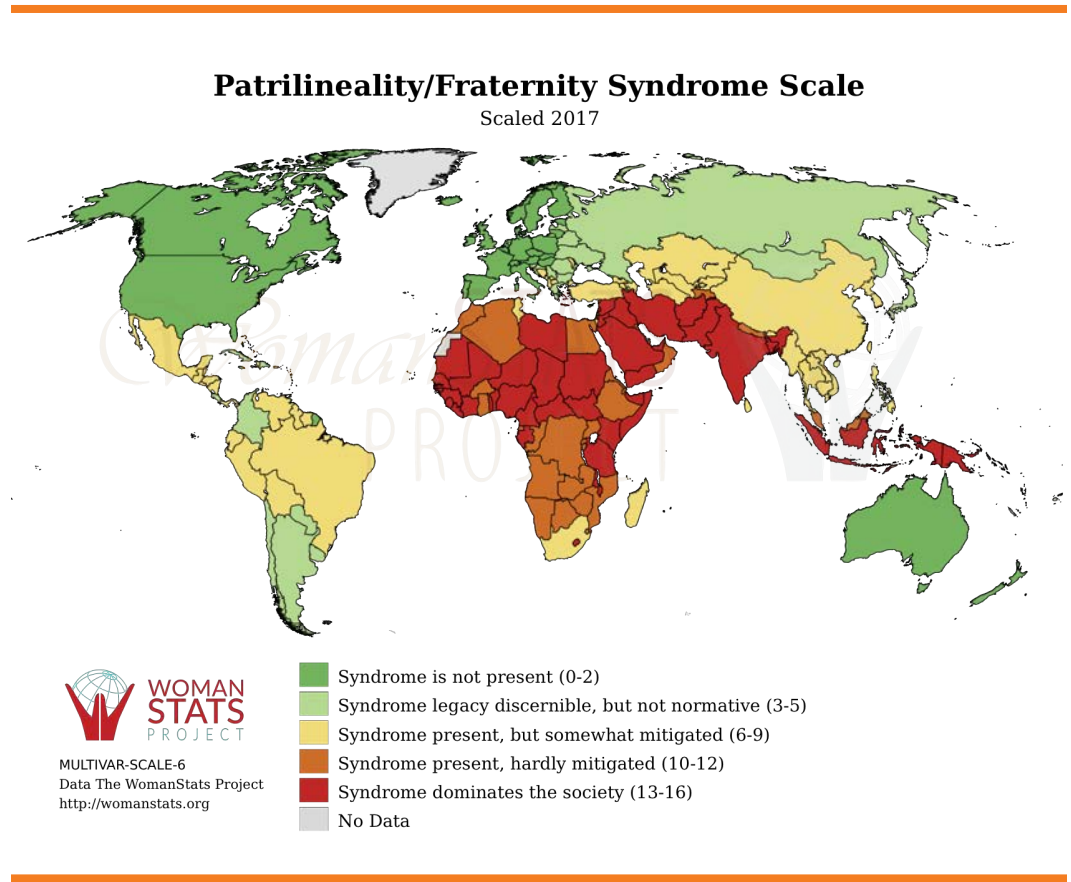 Patrilineality/Fraternity Syndrome Scale
Scaled 2017
WomanSTATS
PROJECT
WOMAN
STATS
PROJECT
MULTIVAR-SCALE-6
Data The WomanStats Project
http://womanstats.org
Syndrome is not present (0-2)
Syndrome legacy discernible, but not normative (3-5)
Syndrome present, but somewhat mitigated (6-9)
Syndrome present, hardly mitigated (10-12)
Syndrome dominates the society (13-16)
No Data